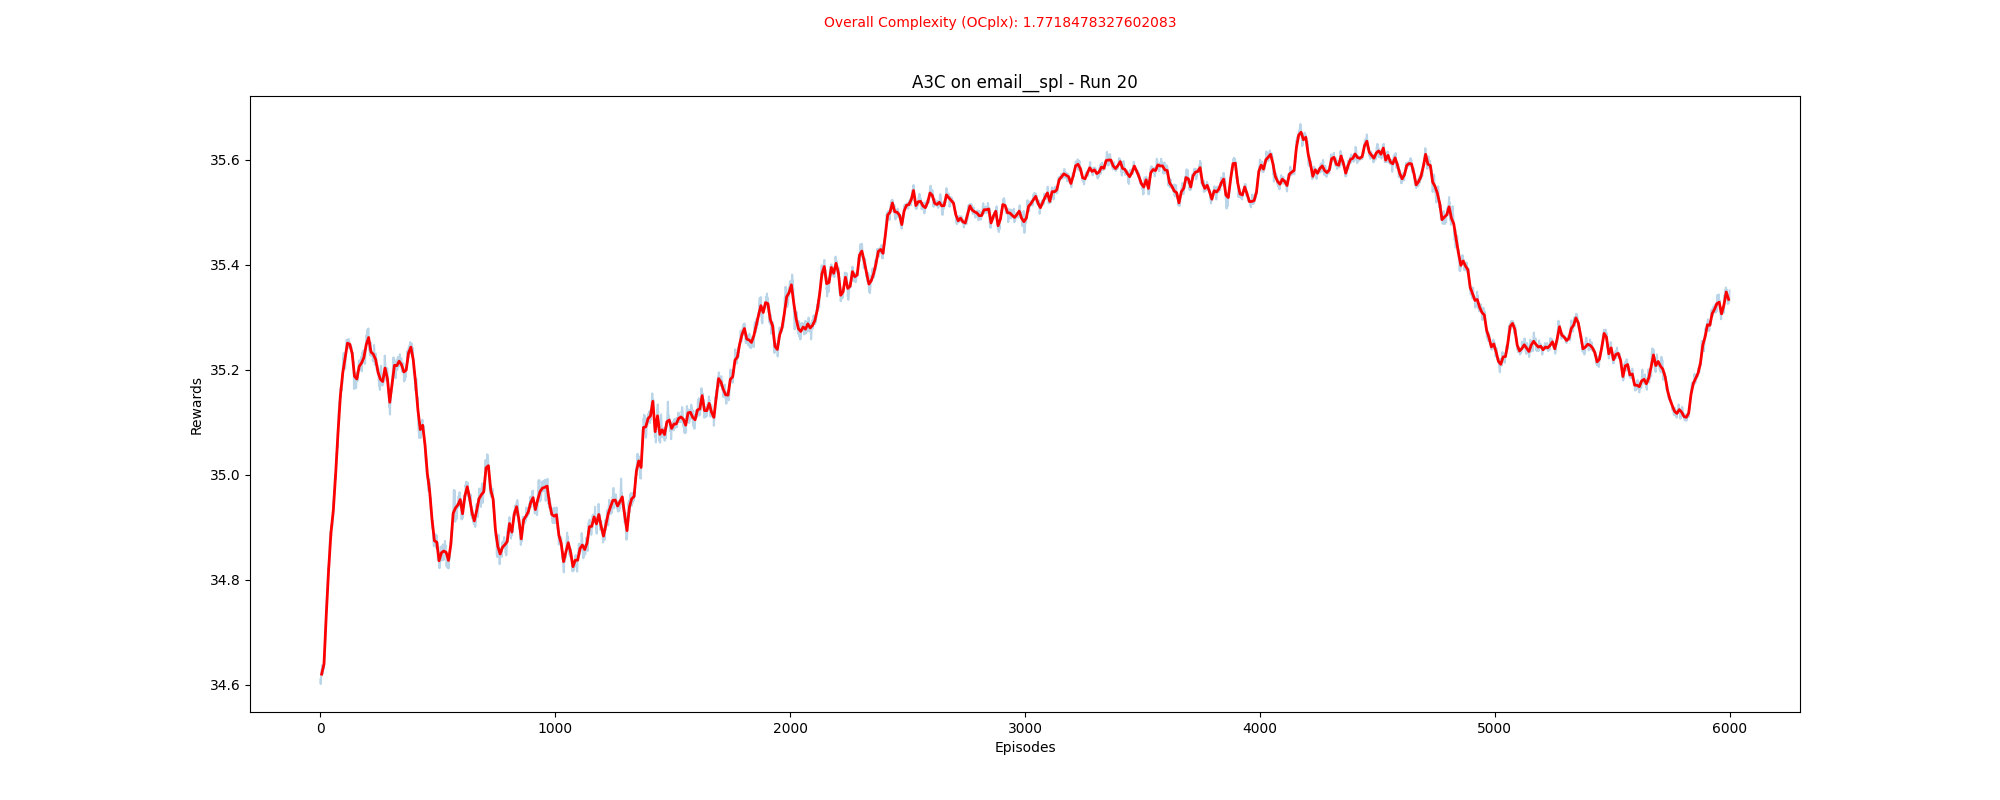 Overall Complexity (OCplx): 1.7718478327602083
A3C on email__spl - Run 20
35.6
35.4
35.2
35.0
34.8
34.6
Rewards
0 1000 2000 3000 4000 5000 6000
Episodes